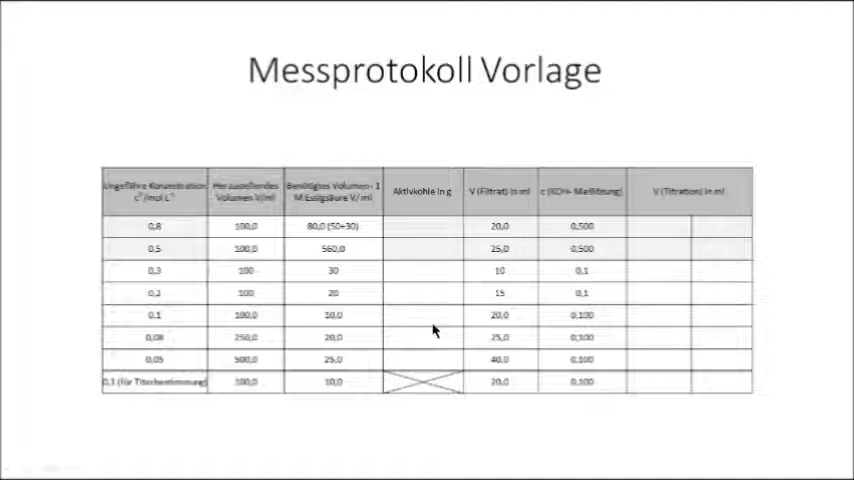 Messprotokoll Vorlage
Ungefähre Konzentration c⁰/mol L⁻¹ | Herzustellendes Volumen V/ml | Benötigtes Volumen- 1 M Essigsäure V/ ml | Aktivkohle in g | V (Filtrat) in ml | c (KOH- Maßlösung) | V (Titration) in ml
0,8 | 100,0 | 80,0 (50+30) | 20,0 | 0,500
0,5 | 100,0 | 560,0 | 25,0 | 0,500
0,3 | 100 | 30 | 10 | 0,1
0,2 | 100 | 20 | 15 | 0,1
0,1 | 100,0 | 10,0 | 20,0 | 0,100
0,08 | 250,0 | 20,0 | 25,0 | 0,100
0,05 | 500,0 | 25,0 | 40,0 | 0,100
0,1 (für Titerbestimmung) | 100,0 | 10,0 | 20,0 | 0,100